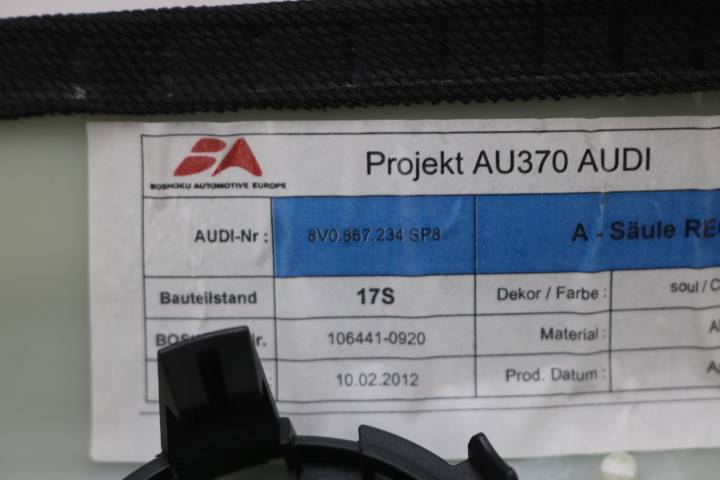 BA
BOSHOKU AUTOMOTIVE EUROPE
Projekt AU370 AUDI
AUDI-Nr : 8V0.867.234 SP8 A - Säule
Bauteilstand 17S Dekor / Farbe : soul /
106441-0920 Material :
10.02.2012 Prod. Datum :